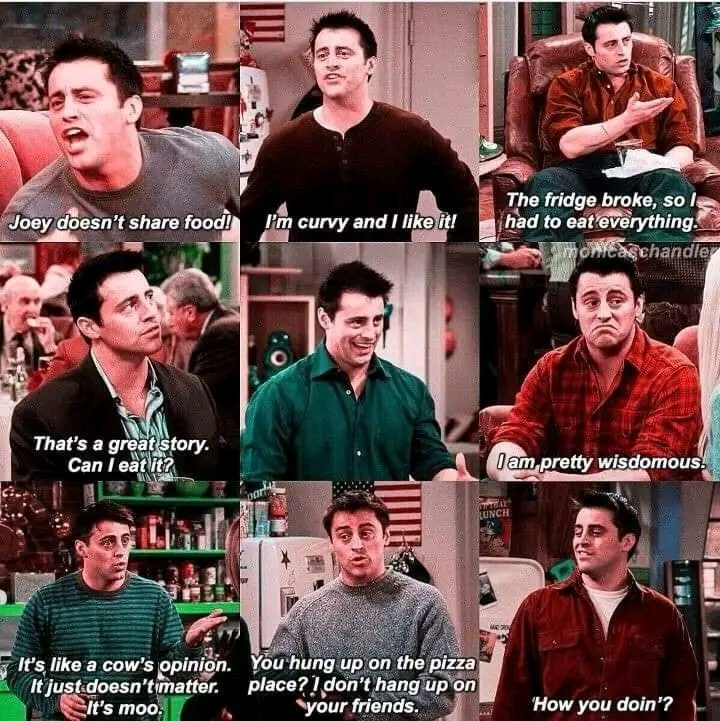 Joey doesn't share food!
I'm curvy and I like it!
The fridge broke, so I
had to eat everything.
monicaschandler
That's a great story.
Can I eat it?
I am pretty wisdomous.
It's like a cow's opinion.
It just doesn't matter.
It's moo.
You hung up on the pizza
place? I don't hang up on
your friends.
LUNCH
'How you doin'?